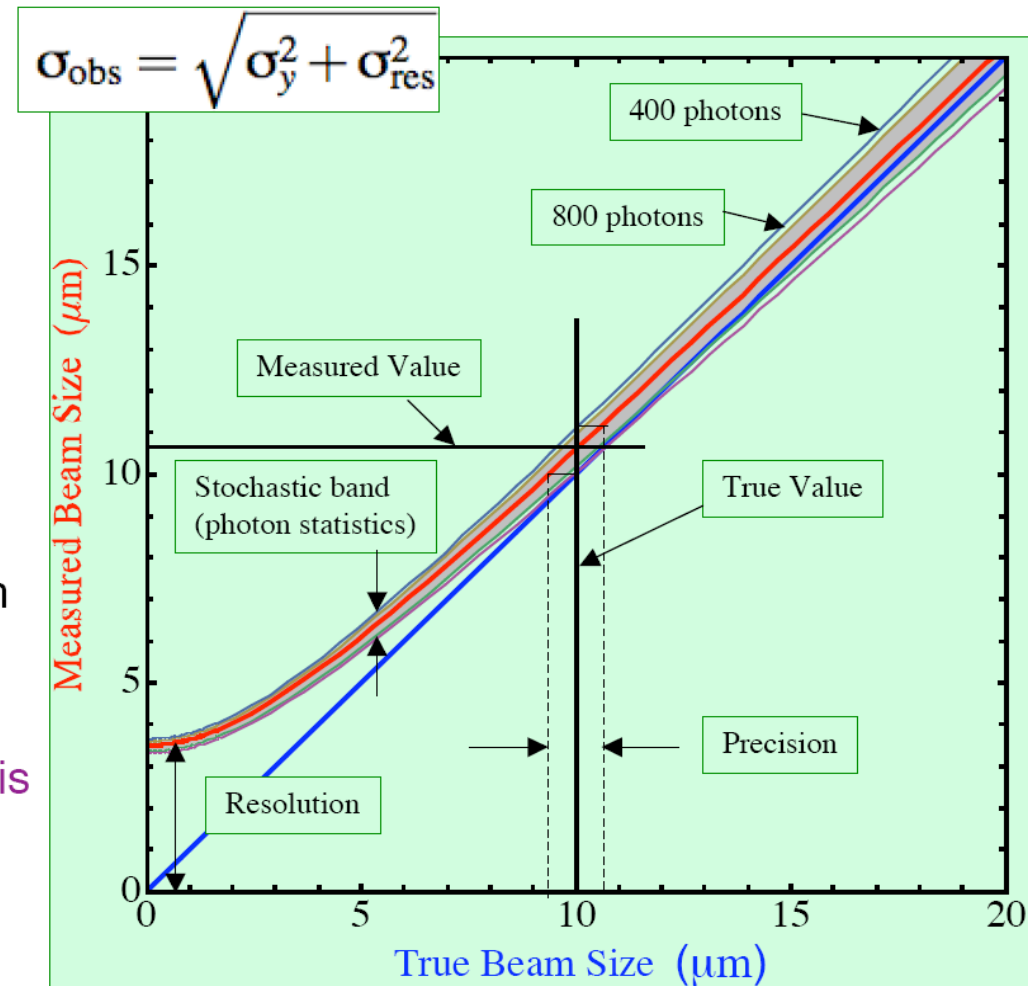 σobs = √σy² + σres²
400 photons
800 photons
15
Measured Value
10
Stochastic band
(photon statistics)
True Value
n
5
Precision
is
Resolution
0
0 5 10 15 20
Measured Beam Size (μm)
True Beam Size (μm)